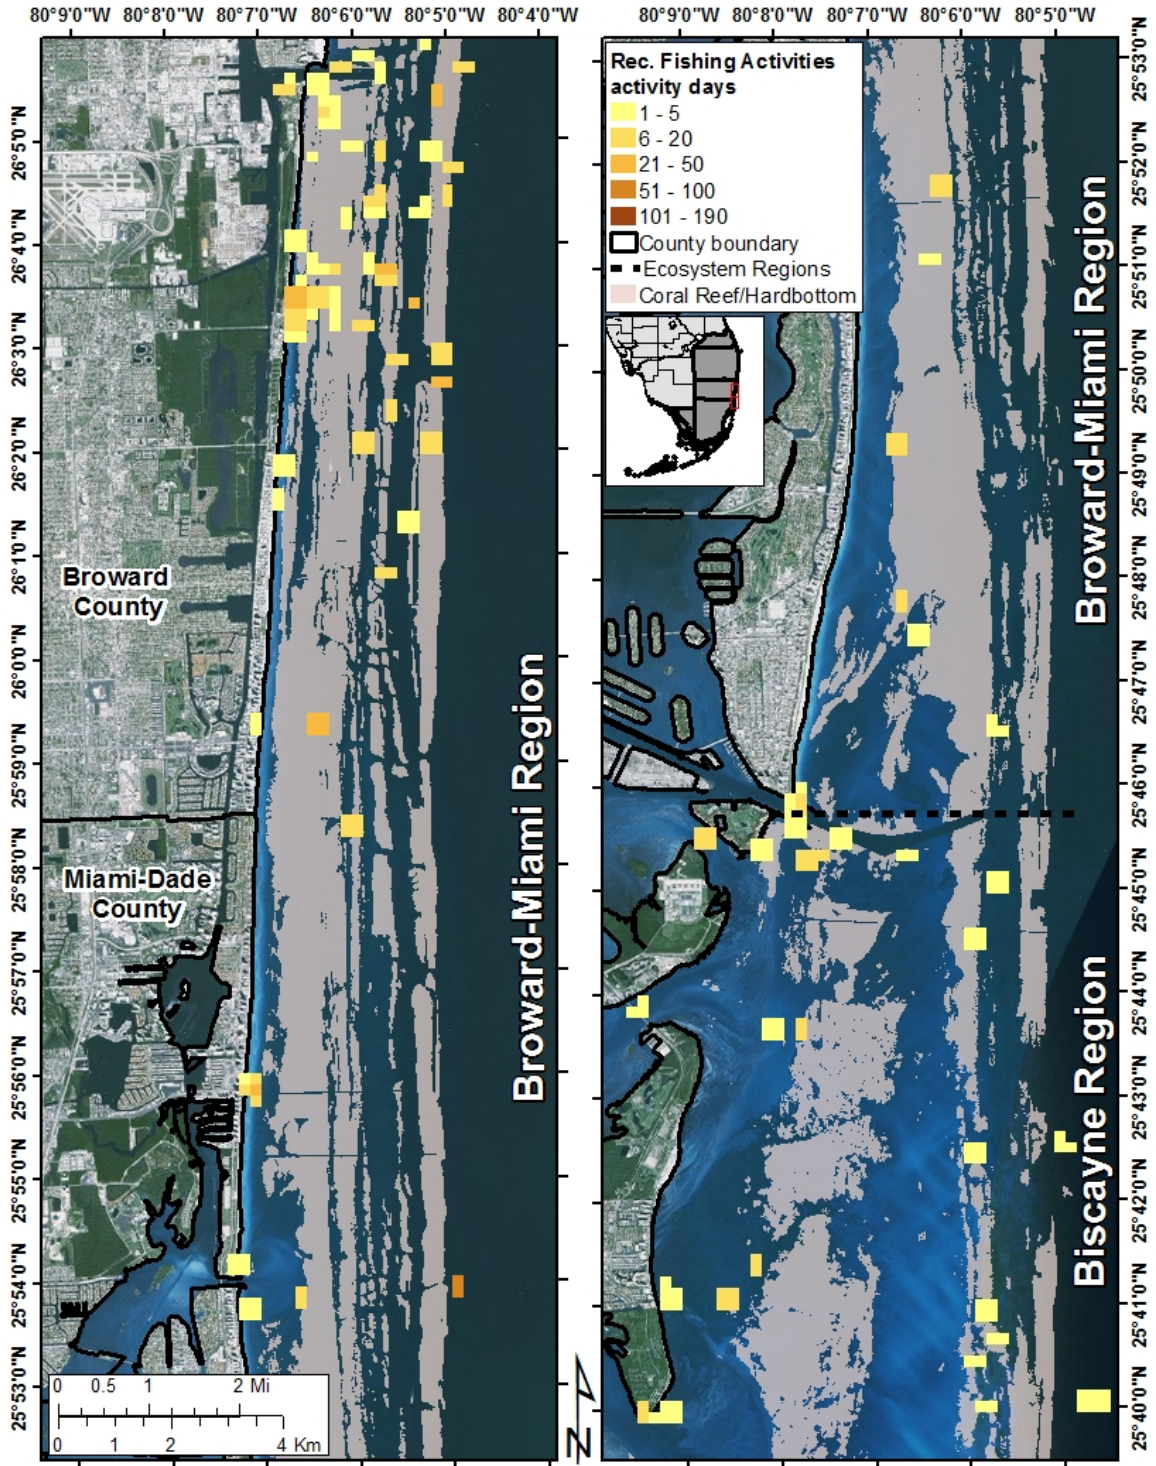 80°9'0"W 80°8'0"W 80°7'0"W 80°6'0"W 80°5'0"W 80°4'0"W
80°9'0"W 80°8'0"W 80°7'0"W 80°6'0"W 80°5'0"W
26°5'0"N
26°4'0"N
26°3'0"N
26°2'0"N
26°1'0"N
26°0'0"N
25°59'0"N
25°58'0"N
25°57'0"N
25°56'0"N
25°55'0"N
25°54'0"N
25°53'0"N
Broward
County
Miami-Dade
County
Broward-Miami Region
0 0.5 1 2 Mi
0 1 2 4 Km
N
Rec. Fishing Activities
activity days
1 - 5
6 - 20
21 - 50
51 - 100
101 - 190
County boundary
Ecosystem Regions
Coral Reef/Hardbottom
Broward-Miami Region
Biscayne Region
25°53'0"N
25°52'0"N
25°51'0"N
25°50'0"N
25°49'0"N
25°48'0"N
25°47'0"N
25°46'0"N
25°45'0"N
25°44'0"N
25°43'0"N
25°42'0"N
25°41'0"N
25°40'0"N